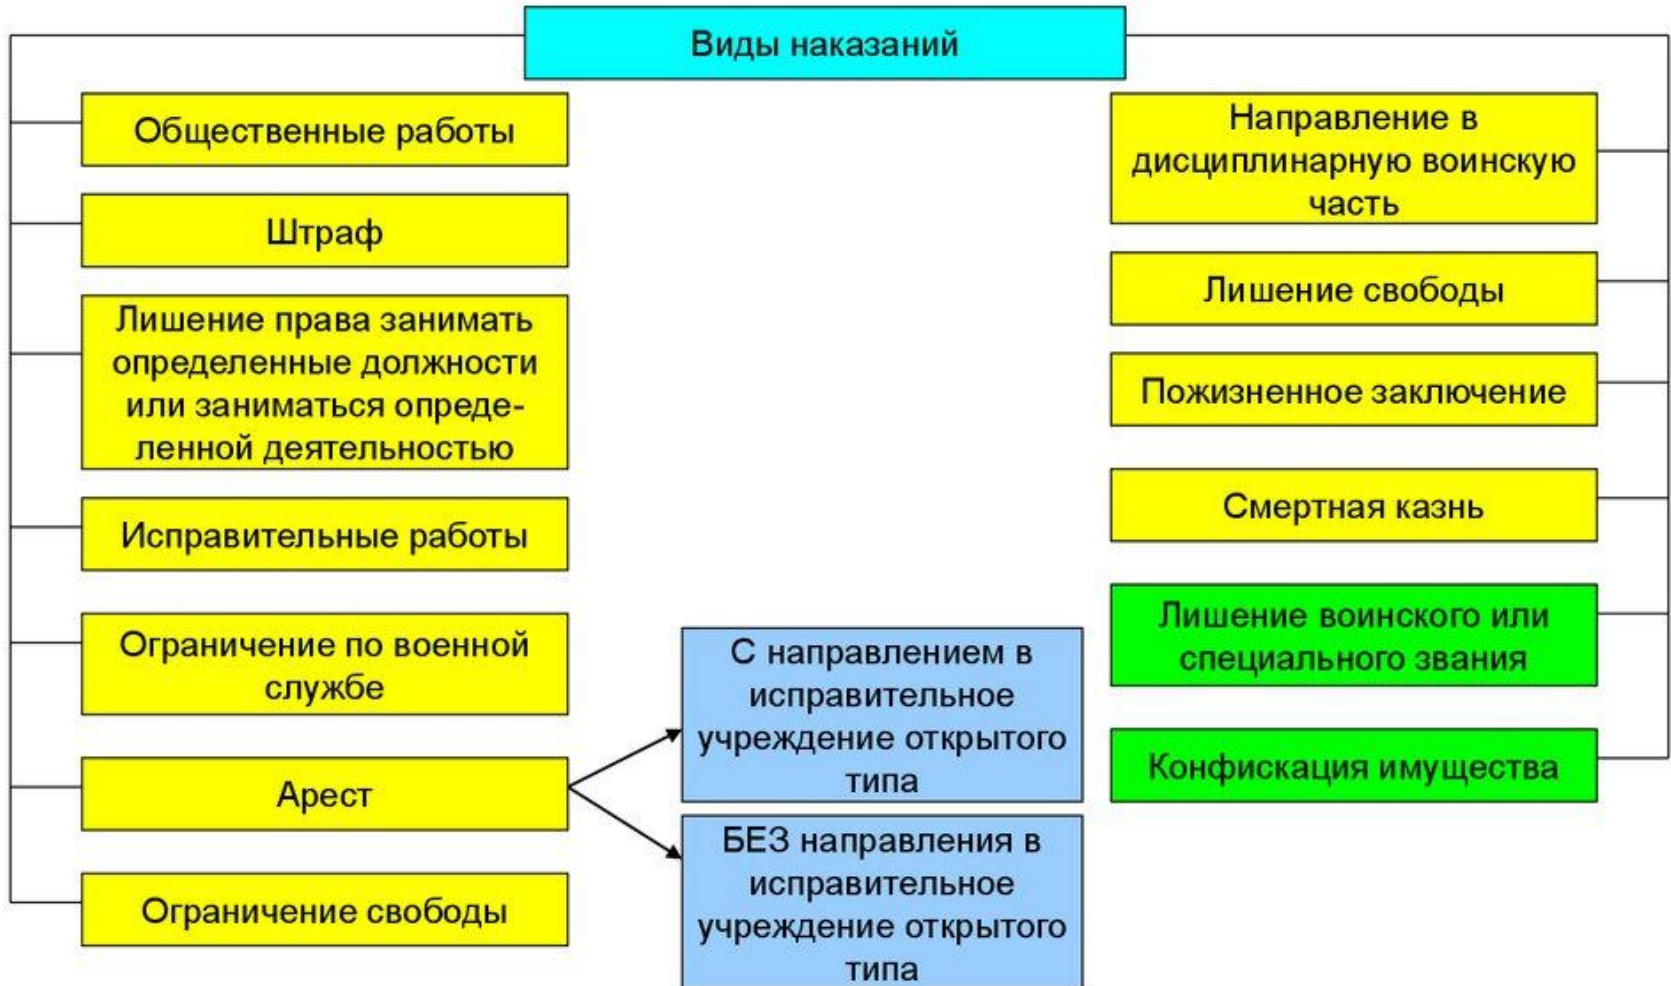 Виды наказаний
Общественные работы
Штраф
Лишение права занимать
определенные должности
или заниматься опреде-
ленной деятельностью
Исправительные работы
Ограничение по военной
службе
Арест
Ограничение свободы
С направлением в
исправительное
учреждение открытого
типа
БЕЗ направления в
исправительное
учреждение открытого
типа
Направление в
дисциплинарную воинскую
часть
Лишение свободы
Пожизненное заключение
Смертная казнь
Лишение воинского или
специального звания
Конфискация имущества